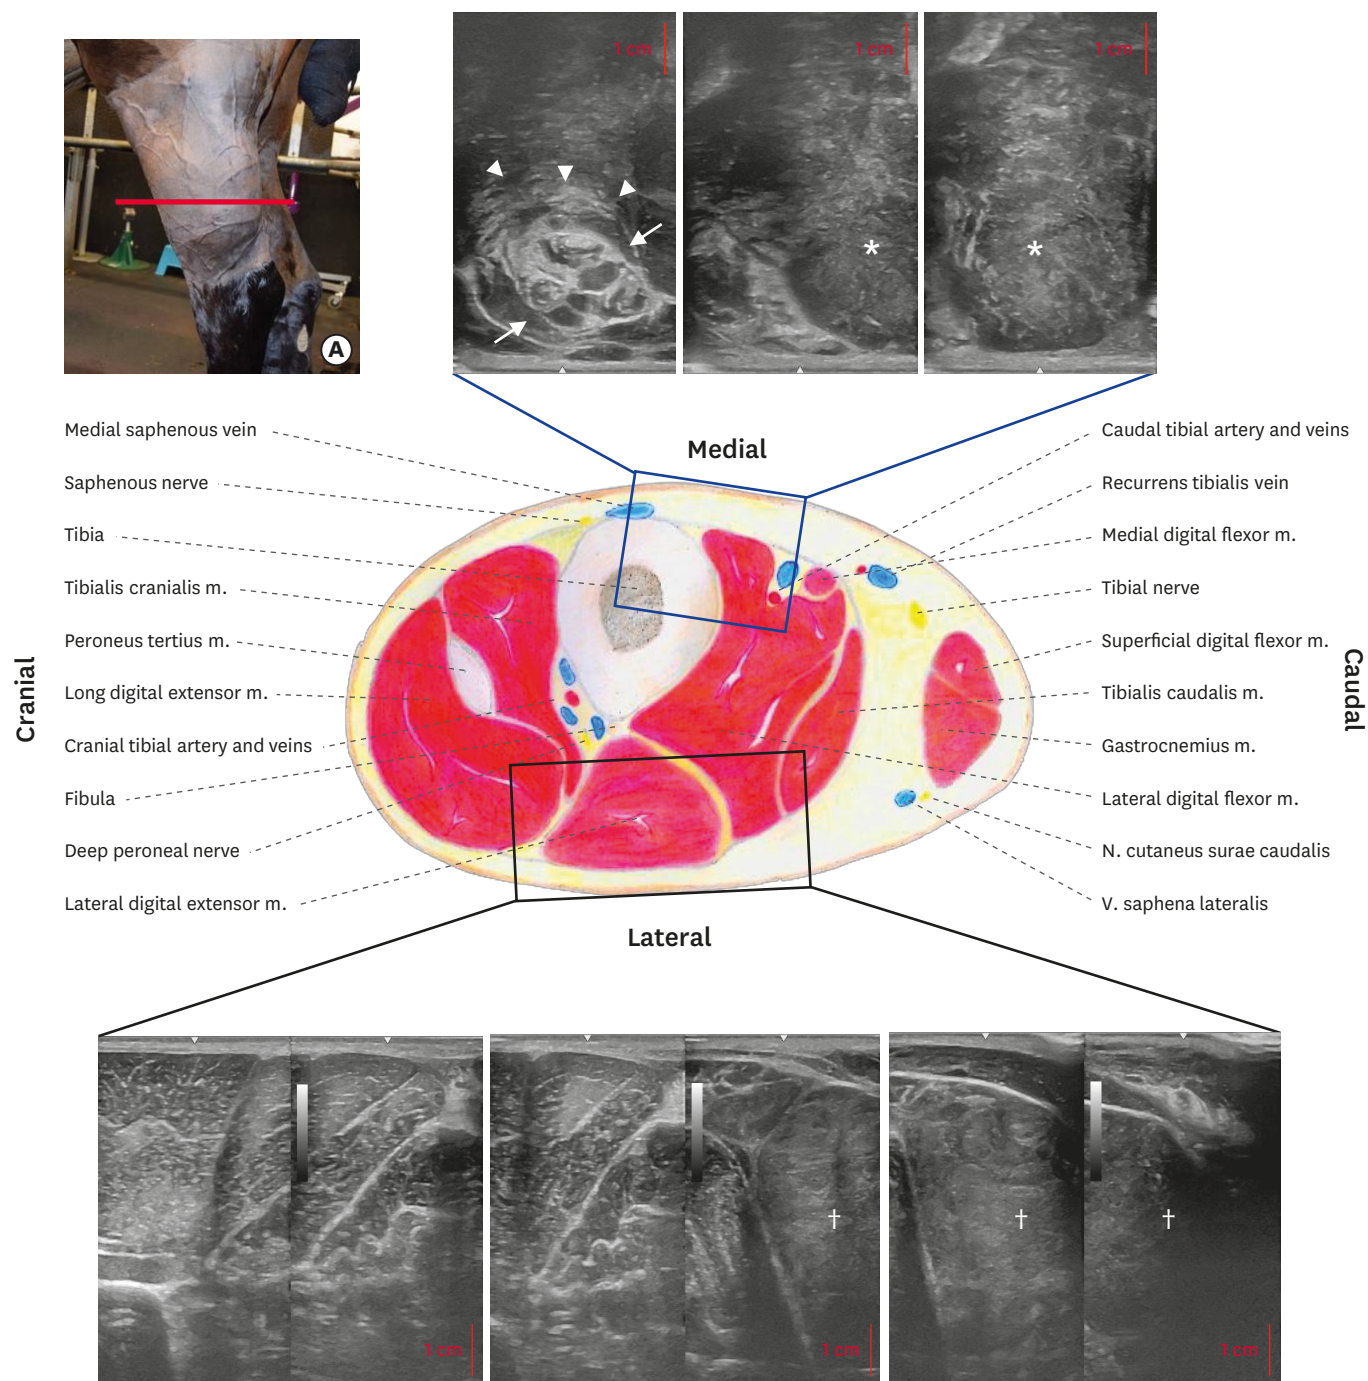 1 cm
1 cm
1 cm
A
*
*
Medial
Medial saphenous vein
Saphenous nerve
Tibia
Tibialis cranialis m.
Peroneus tertius m.
Long digital extensor m.
Cranial tibial artery and veins
Fibula
Deep peroneal nerve
Lateral digital extensor m.
Cranial
Caudal tibial artery and veins
Recurrens tibialis vein
Medial digital flexor m.
Tibial nerve
Superficial digital flexor m.
Tibialis caudalis m.
Gastrocnemius m.
Lateral digital flexor m.
N. cutaneus surae caudalis
V. saphena lateralis
Caudal
Lateral
†
†
†
1 cm
1 cm
1 cm